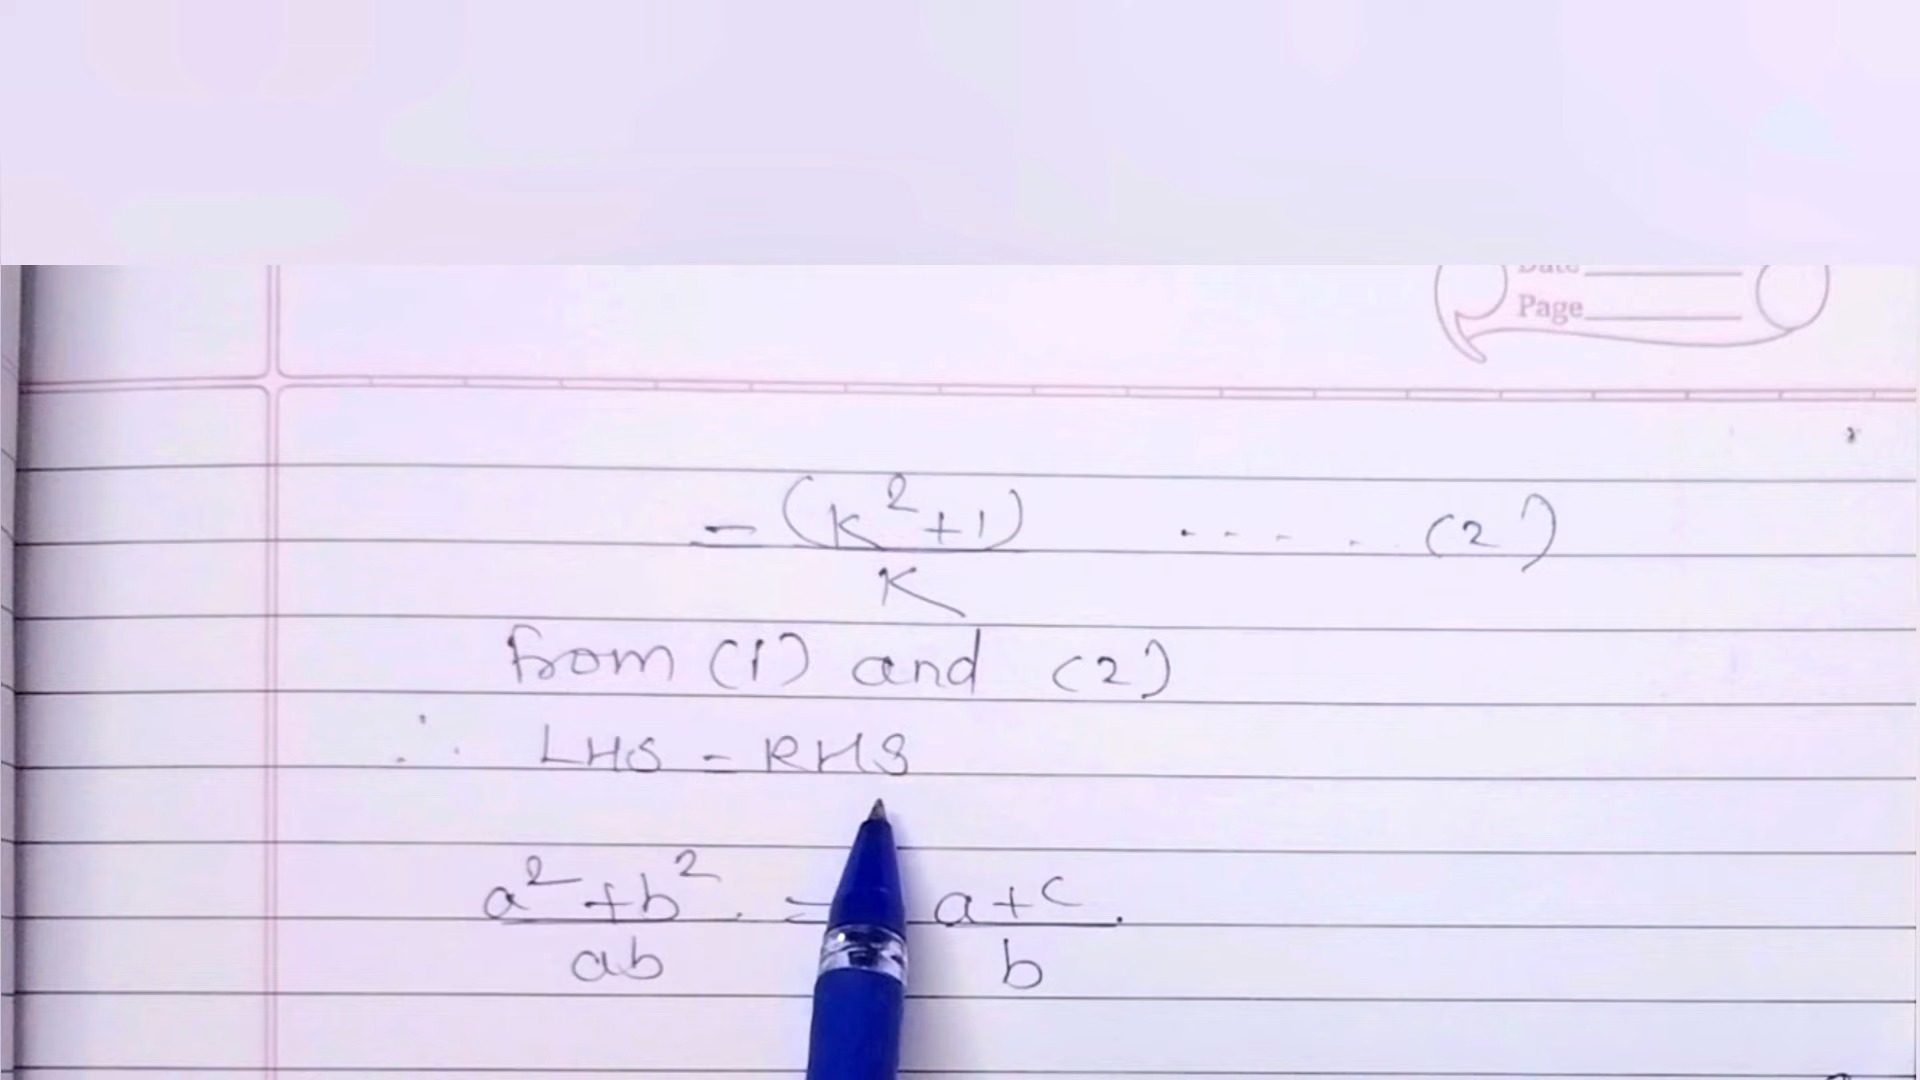 Page
- (K²+1) / K ..... (2)
from (1) and (2)
∴ LHS = RHS
a²+b² / ab = a+c / b